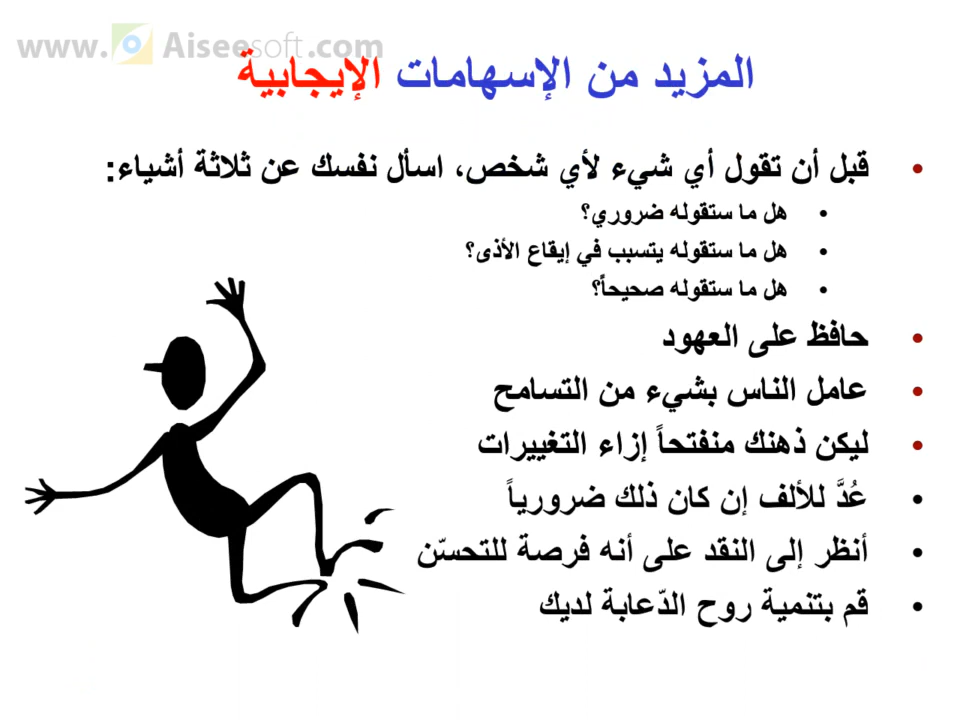 www.Aiseesoft.com
المزيد من الإسهامات الإيجابية
• قبل أن تقول أي شيء لأي شخص، اسأل نفسك عن ثلاثة أشياء:
• هل ما ستقوله ضروري؟
• هل ما ستقوله يتسبب في إيقاع الأذى؟
• هل ما ستقوله صحيحاً؟
• حافظ على العهود
• عامل الناس بشيء من التسامح
• ليكن ذهنك منفتحاً إزاء التغييرات
• عُدَّ للألف إن كان ذلك ضرورياً
• أنظر إلى النقد على أنه فرصة للتحسّن
• قم بتنمية روح الدّعابة لديك